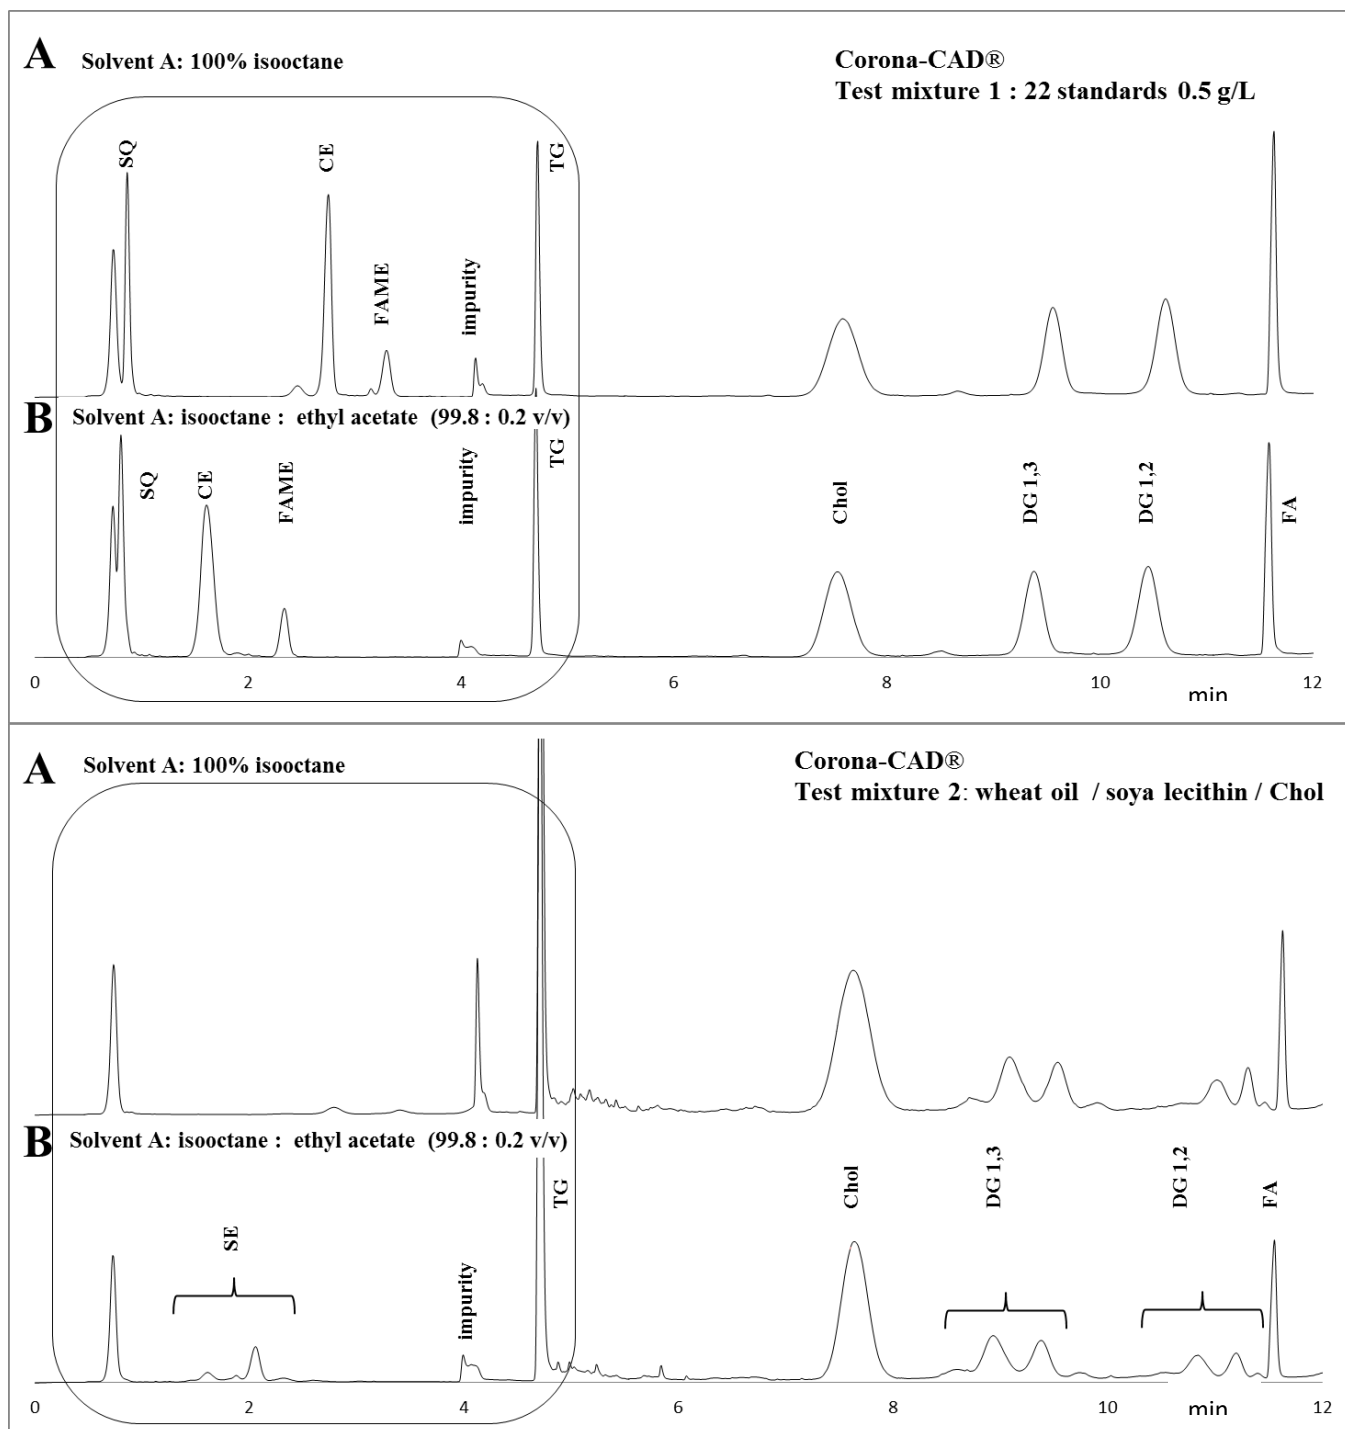 A Solvent A: 100% isooctane
Corona-CAD®
Test mixture 1 : 22 standards 0.5 g/L
SQ
CE
FAME
impurity
TG
B Solvent A: isooctane : ethyl acetate (99.8 : 0.2 v/v)
SQ
CE
FAME
impurity
TG
Chol
DG 1,3
DG 1,2
FA
0 2 4 6 8 10 min 12
A Solvent A: 100% isooctane
Corona-CAD®
Test mixture 2: wheat oil / soya lecithin / Chol
B Solvent A: isooctane : ethyl acetate (99.8 : 0.2 v/v)
SE
impurity
TG
Chol
DG 1,3
DG 1,2
FA
0 2 4 6 8 10 min 12